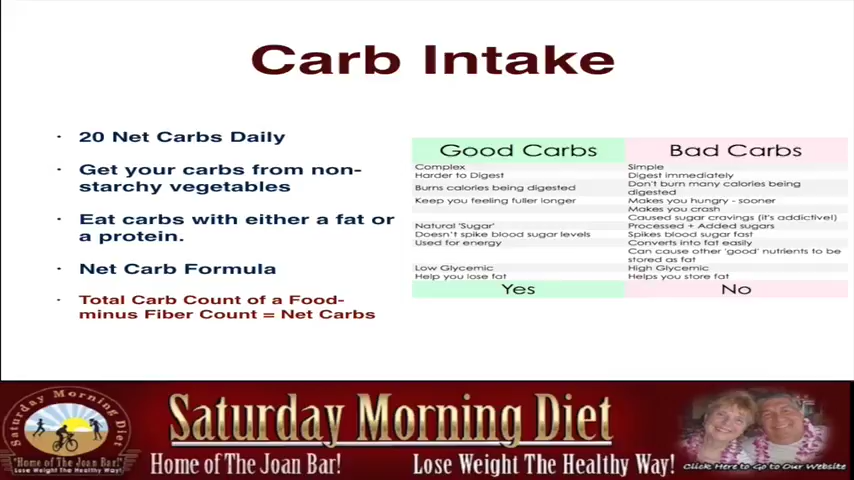 Carb Intake
· 20 Net Carbs Daily
· Get your carbs from non-
starchy vegetables
· Eat carbs with either a fat or
a protein.
· Net Carb Formula
· Total Carb Count of a Food-
minus Fiber Count = Net Carbs
Good Carbs Bad Carbs
Complex Simple
Harder to Digest Digest immediately
Burns calories being digested Don't burn many calories being
digested
Keep you feeling fuller longer Makes you hungry - sooner
Makes you crash
Caused sugar cravings (it's addictive!)
Natural 'Sugar' Processed + Added sugars
Doesn't spike blood sugar levels Spikes blood sugar fast
Used for energy Converts into fat easily
Can cause other 'good' nutrients to be
stored as fat
Low Glycemic High Glycemic
Help you lose fat Helps you store fat
Yes No
Saturday Morning Diet
"Home of The Joan Bar!"
Lose Weight The Healthy Way!
Saturday Morning Diet
Home of The Joan Bar! Lose Weight The Healthy Way!
Click Here to Go to Our Website